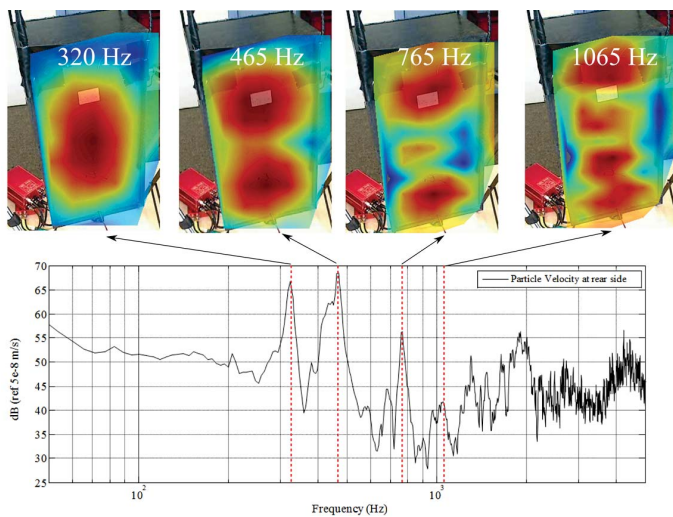 320 Hz
465 Hz
765 Hz
1065 Hz
70
65
60
55
50
45
40
35
30
25
dB (ref 5e-8 m/s)
Particle Velocity at rear side
10²
10³
Frequency (Hz)